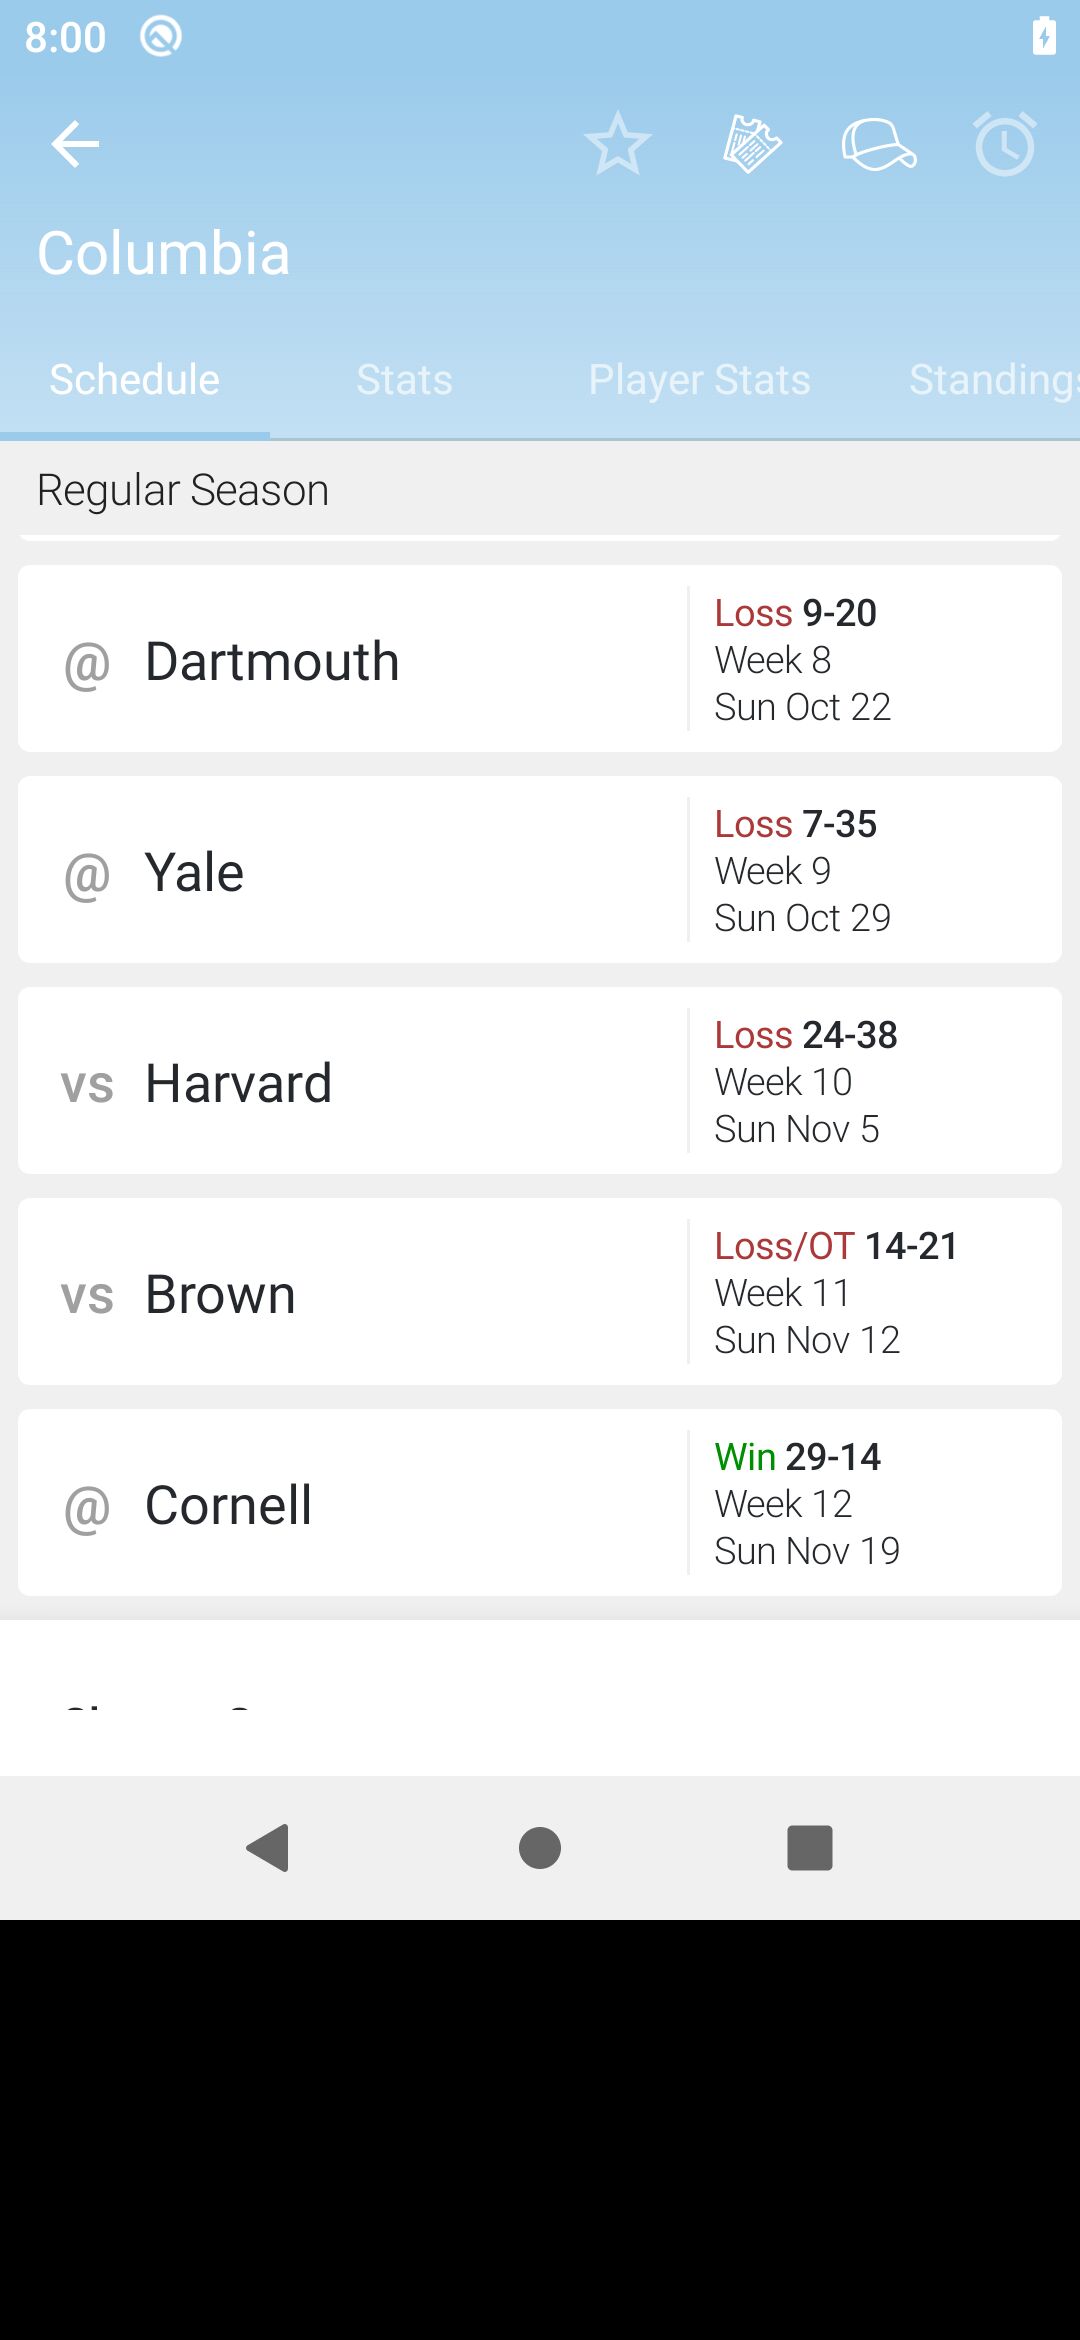 8:00
Columbia
Schedule Stats Player Stats Standings
Regular Season
@ Dartmouth
Loss 9-20
Week 8
Sun Oct 22
@ Yale
Loss 7-35
Week 9
Sun Oct 29
vs Harvard
Loss 24-38
Week 10
Sun Nov 5
vs Brown
Loss/OT 14-21
Week 11
Sun Nov 12
@ Cornell
Win 29-14
Week 12
Sun Nov 19